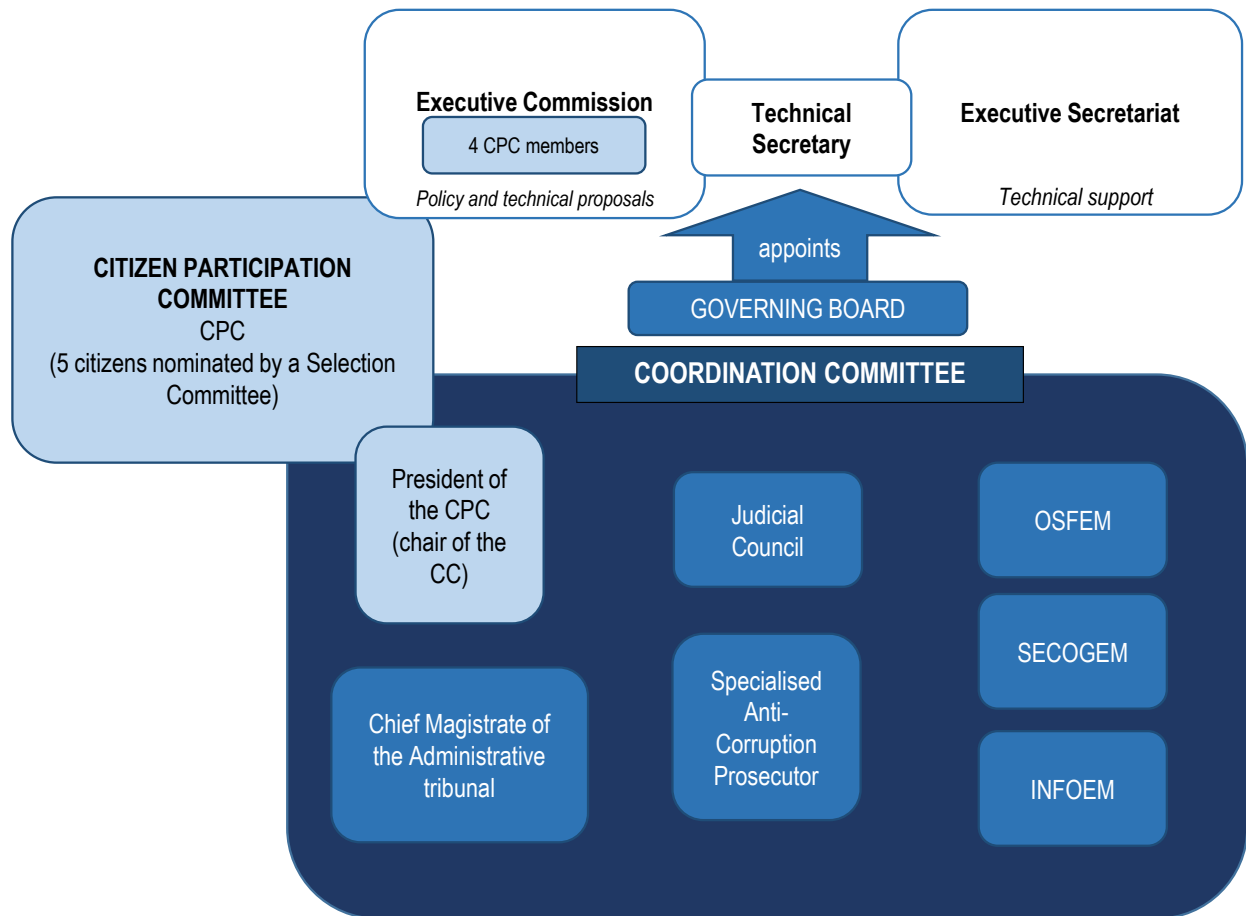 Executive Commission
4 CPC members
Policy and technical proposals
Technical
Secretary
Executive Secretariat
Technical support
appoints
GOVERNING BOARD
COORDINATION COMMITTEE
CITIZEN PARTICIPATION
COMMITTEE
CPC
(5 citizens nominated by a Selection
Committee)
President of
the CPC
(chair of the
CC)
Judicial
Council
OSFEM
SECOGEM
Chief Magistrate of
the Administrative
tribunal
Specialised
Anti-
Corruption
Prosecutor
INFOEM